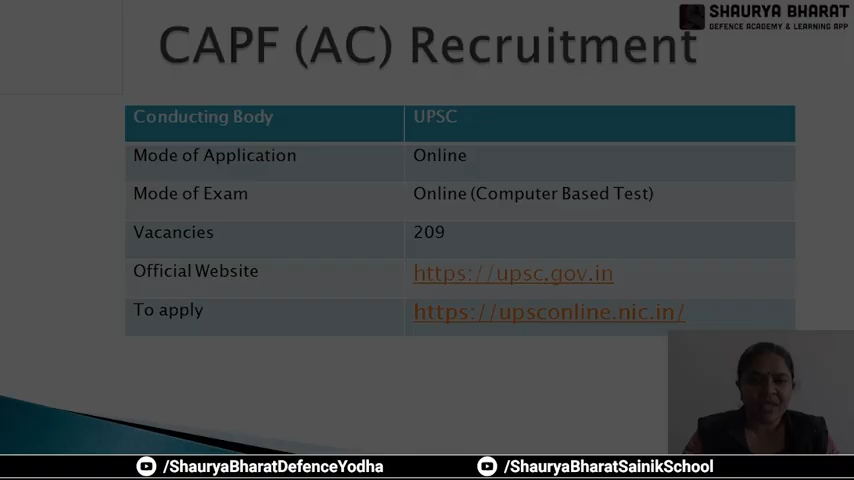 SHAURYA BHARAT
DEFENCE ACADEMY & LEARNING APP
CAPF (AC) Recruitment
Conducting Body UPSC
Mode of Application Online
Mode of Exam Online (Computer Based Test)
Vacancies 209
Official Website https://upsc.gov.in
To apply https://upsconline.nic.in/
/ShauryaBharatDefenceYodha /ShauryaBharatSainikSchool